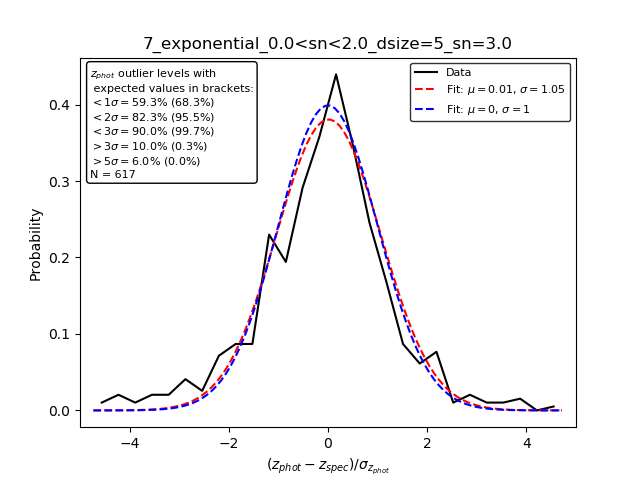 7_exponential_0.0<sn<2.0_dsize=5_sn=3.0
z_phot outlier levels with
expected values in brackets:
<1σ = 59.3% (68.3%)
<2σ = 82.3% (95.5%)
<3σ = 90.0% (99.7%)
>3σ = 10.0% (0.3%)
>5σ = 6.0% (0.0%)
N = 617
Data
Fit: μ = 0.01, σ = 1.05
Fit: μ = 0, σ = 1
Probability
0.4
0.3
0.2
0.1
0.0
−4 −2 0 2 4
(z_phot − z_spec)/σ_z_phot